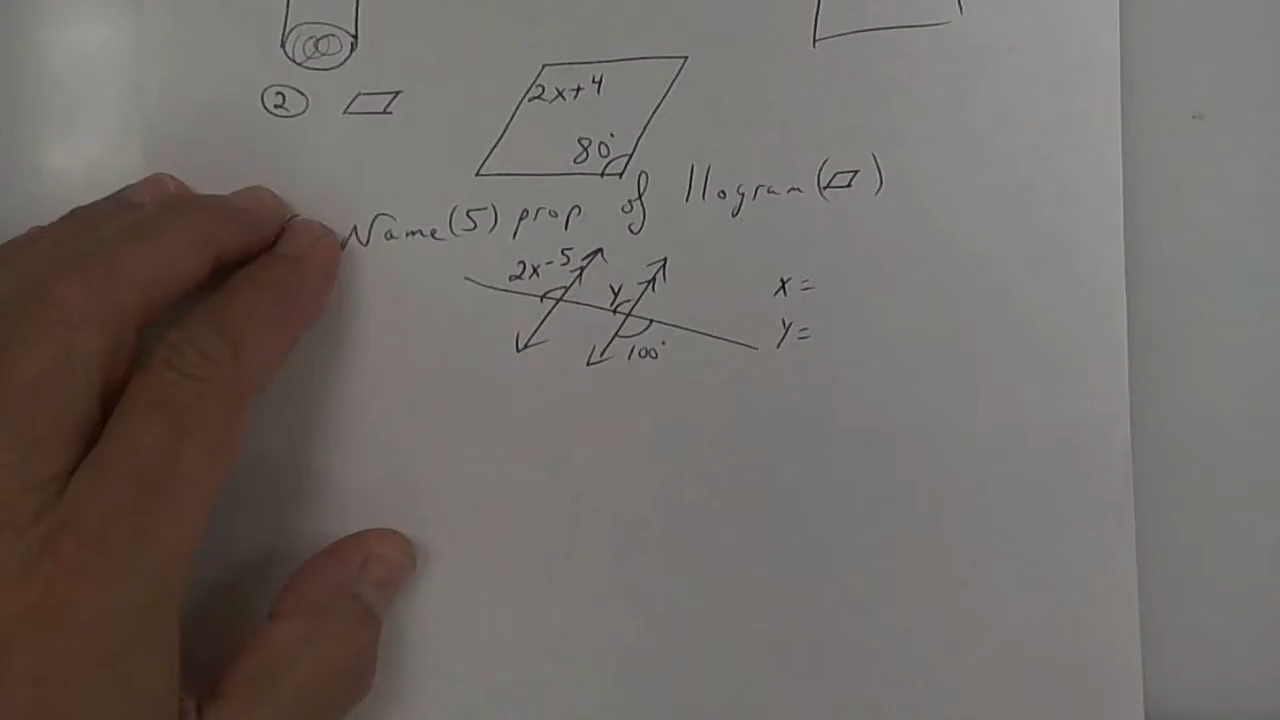 2
2x+4
80°
Name (5) prop of llogram (▱)
2x-5
y
x =
y =
100°